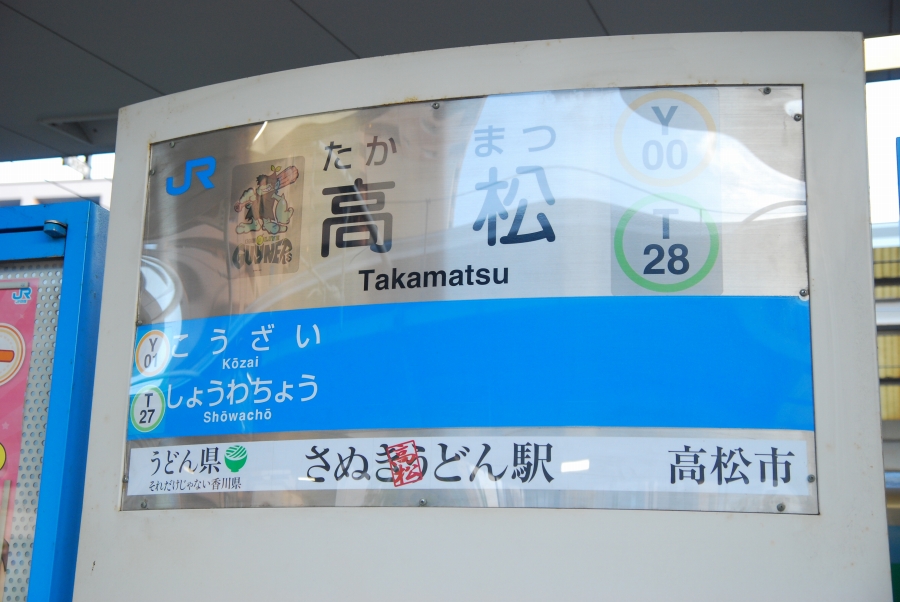 JR
たか まつ
高 松
Takamatsu
Y
00
T
28
Y
01
こうざい
Kōzai
T
27
しょうわちょう
Shōwachō
うどん県
それだけじゃない香川県
さぬきうどん駅
高松
高松市
JR